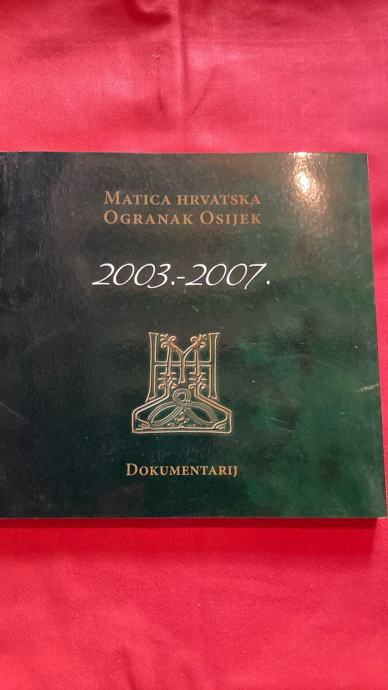 MATICA HRVATSKA
OGRANAK OSIJEK
2003.-2007.
DOKUMENTARIJ